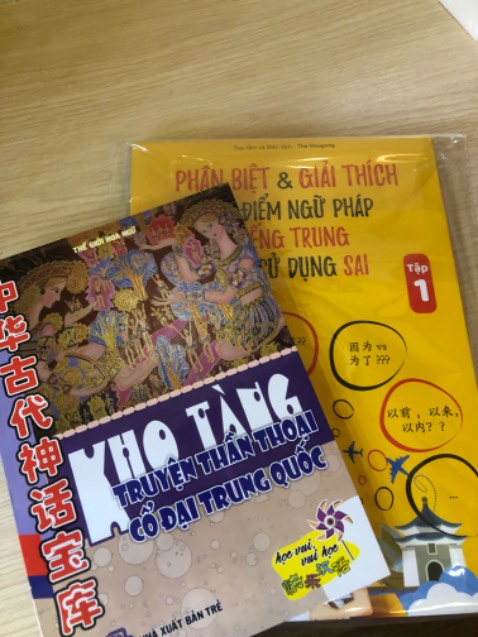 Phân Biệt & Giải Thích
Điểm Ngữ Pháp
Tiếng Trung
Sử Dụng Sai
Tập
1
因为 vs
为了 ???
以前，以来，
以内？？
...
THẾ GIỚI HOA NGỮ
中华古代神话宝库
KHO TÀNG
TRUYỆN THẦN THOẠI
CỔ ĐẠI TRUNG QUỐC
học vui,
vui học
NHÀ XUẤT BẢN TRẺ